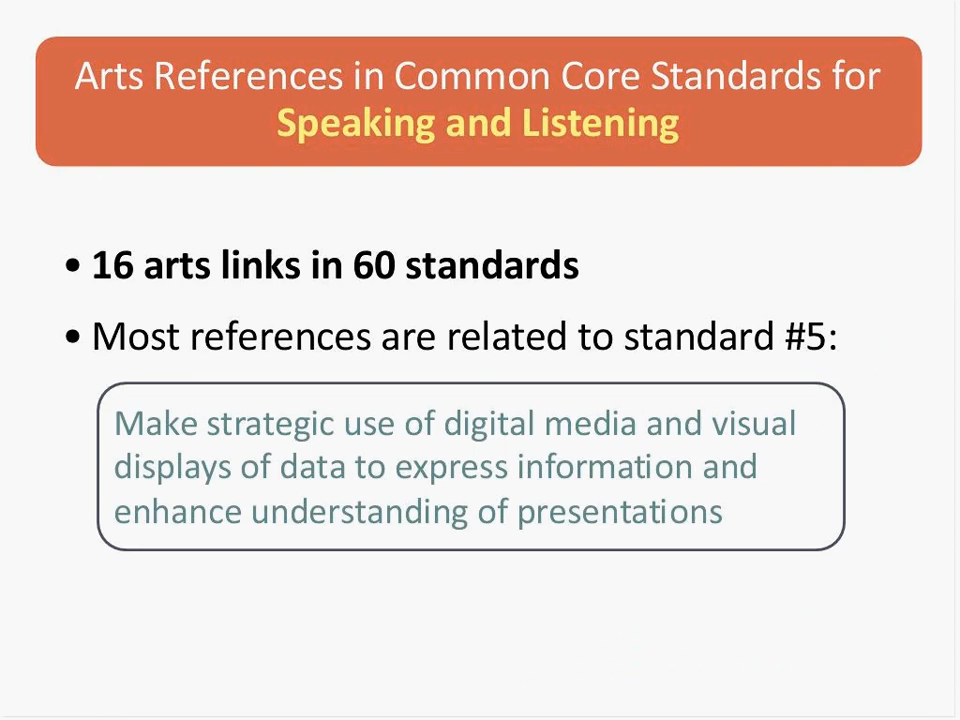 Arts References in Common Core Standards for
Speaking and Listening
• 16 arts links in 60 standards
• Most references are related to standard #5:
Make strategic use of digital media and visual
displays of data to express information and
enhance understanding of presentations